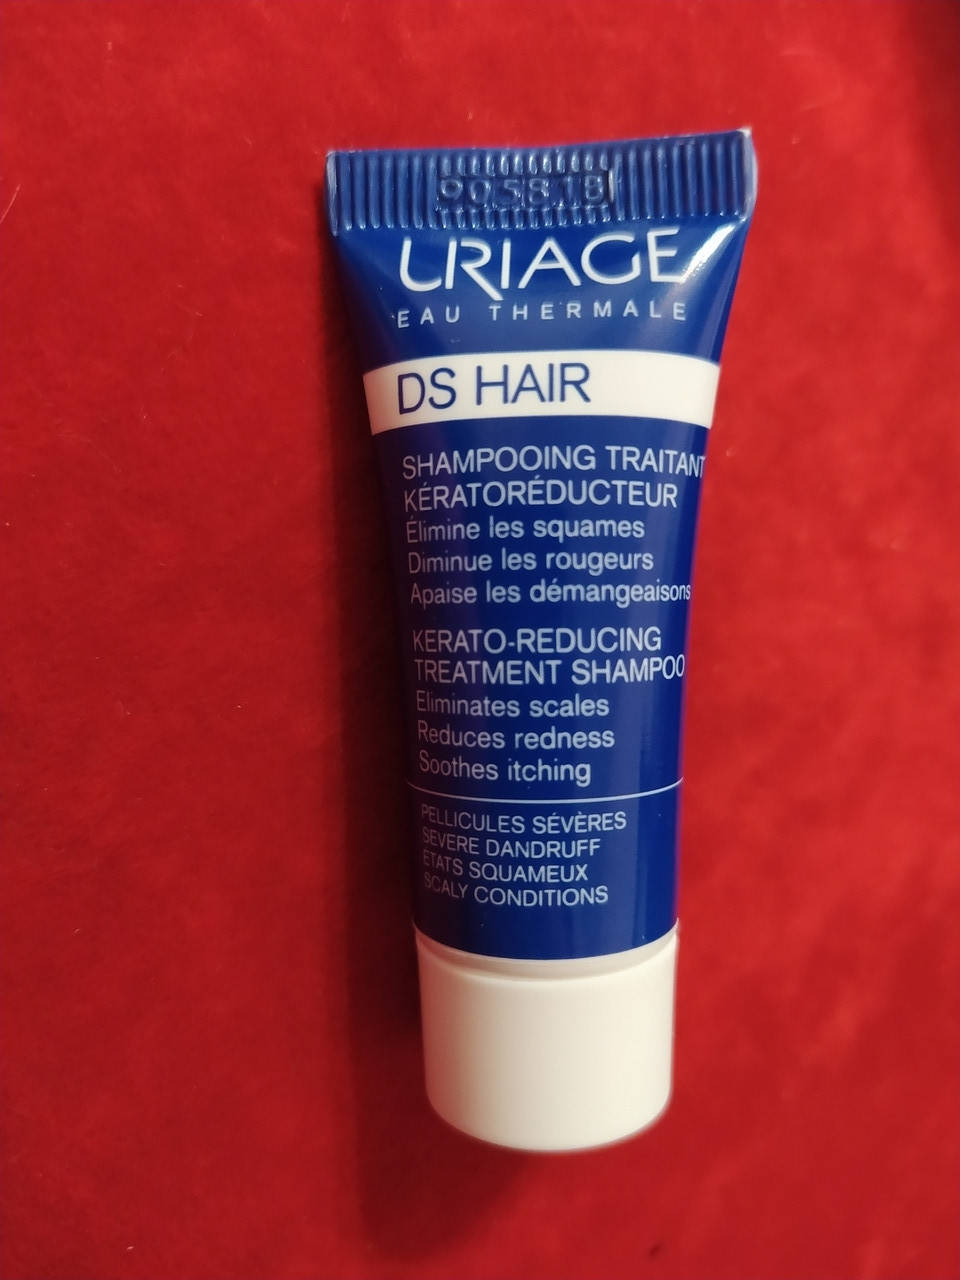 905818
URIAGE
EAU THERMALE
DS HAIR
SHAMPOOING TRAITANT
KÉRATORÉDUCTEUR
Élimine les squames
Diminue les rougeurs
Apaise les démangeaisons
KERATO-REDUCING
TREATMENT SHAMPOO
Eliminates scales
Reduces redness
Soothes itching
PELLICULES SÉVÈRES
SEVERE DANDRUFF
ÉTATS SQUAMEUX
SCALY CONDITIONS